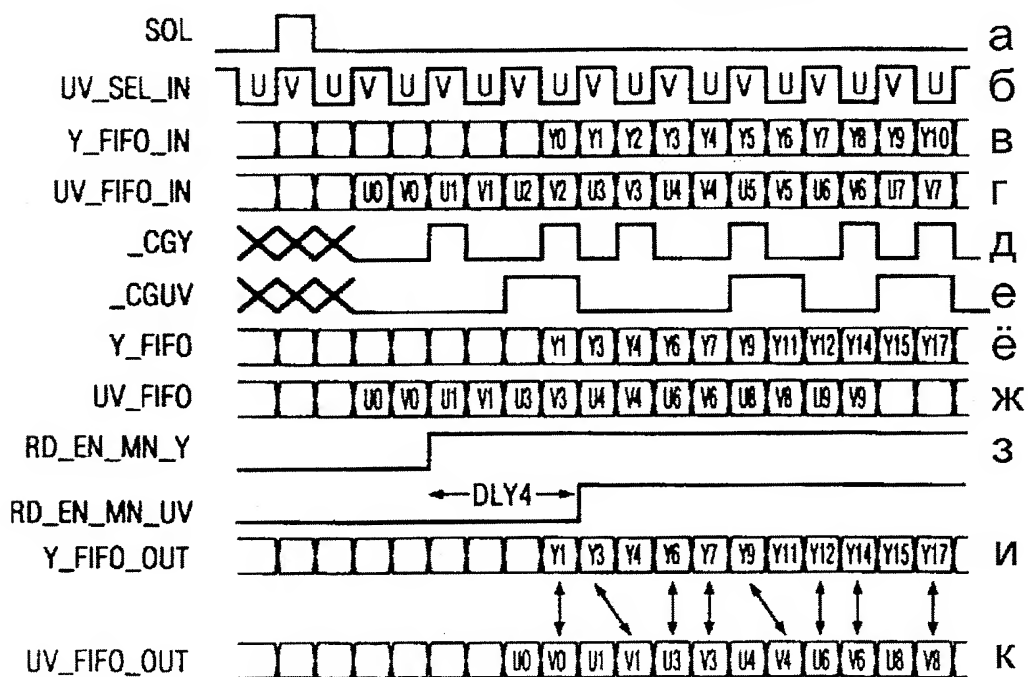 SOL а
UV_SEL_IN U V U V U V U V U V U V U V U V U V U б
Y_FIFO_IN Y0 Y1 Y2 Y3 Y4 Y5 Y6 Y7 Y8 Y9 Y10 в
UV_FIFO_IN U0 V0 U1 V1 U2 V2 U3 V3 U4 V4 U5 V5 U6 V6 U7 V7 г
_CGY д
_CGUV е
Y_FIFO Y1 Y3 Y4 Y6 Y7 Y9 Y11 Y12 Y14 Y15 Y17 ё
UV_FIFO U0 V0 U1 V1 U3 V3 U4 V4 U6 V6 U8 V8 U9 V9 ж
RD_EN_MN_Y з
DLY4
RD_EN_MN_UV
Y_FIFO_OUT Y1 Y3 Y4 Y6 Y7 Y9 Y11 Y12 Y14 Y15 Y17 и
UV_FIFO_OUT U0 V0 U1 V1 U3 V3 U4 V4 U6 V6 U8 V8 к